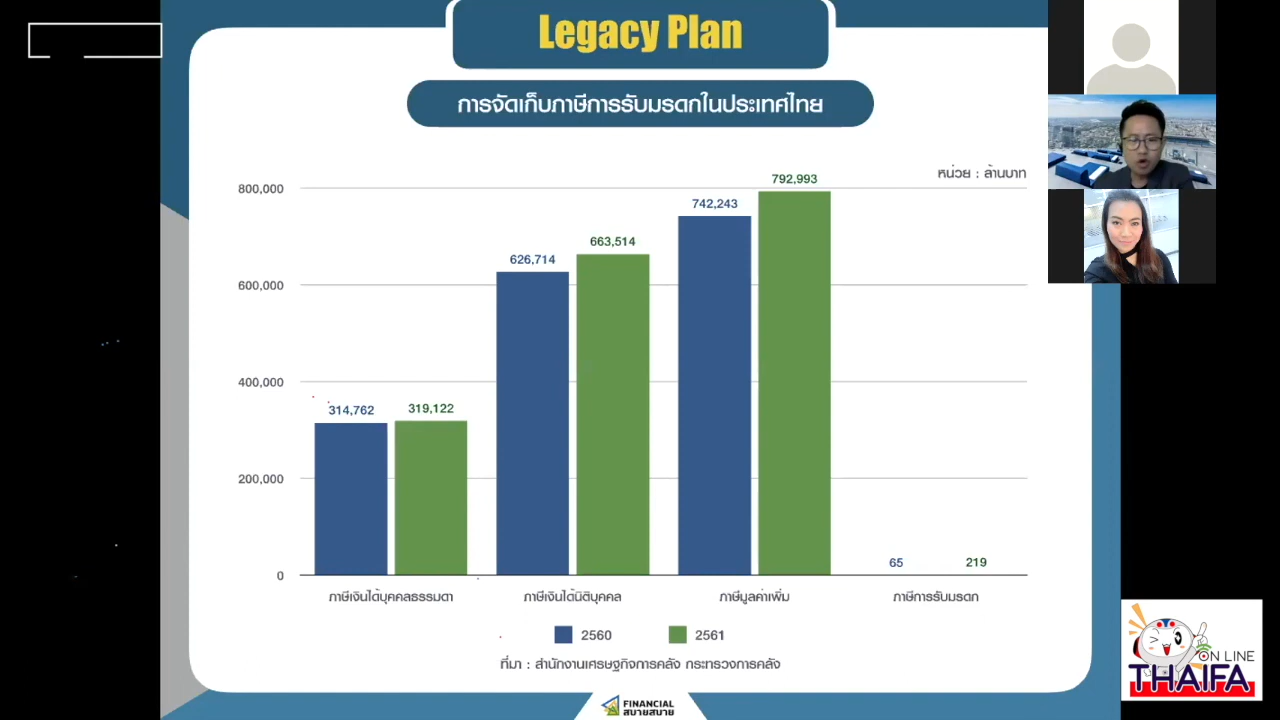 Legacy Plan
การจัดเก็บภาษีการรับมรดกในประเทศไทย
หน่วย : ล้านบาท
800,000
600,000
400,000
200,000
0
314,762
319,122
626,714
663,514
742,243
792,993
65
219
ภาษีเงินได้บุคคลธรรมดา
ภาษีเงินได้นิติบุคคล
ภาษีมูลค่าเพิ่ม
ภาษีการรับมรดก
2560
2561
ที่มา : สำนักงานเศรษฐกิจการคลัง กระทรวงการคลัง
FINANCIAL
สบายสบาย
ON LINE
THAIFA